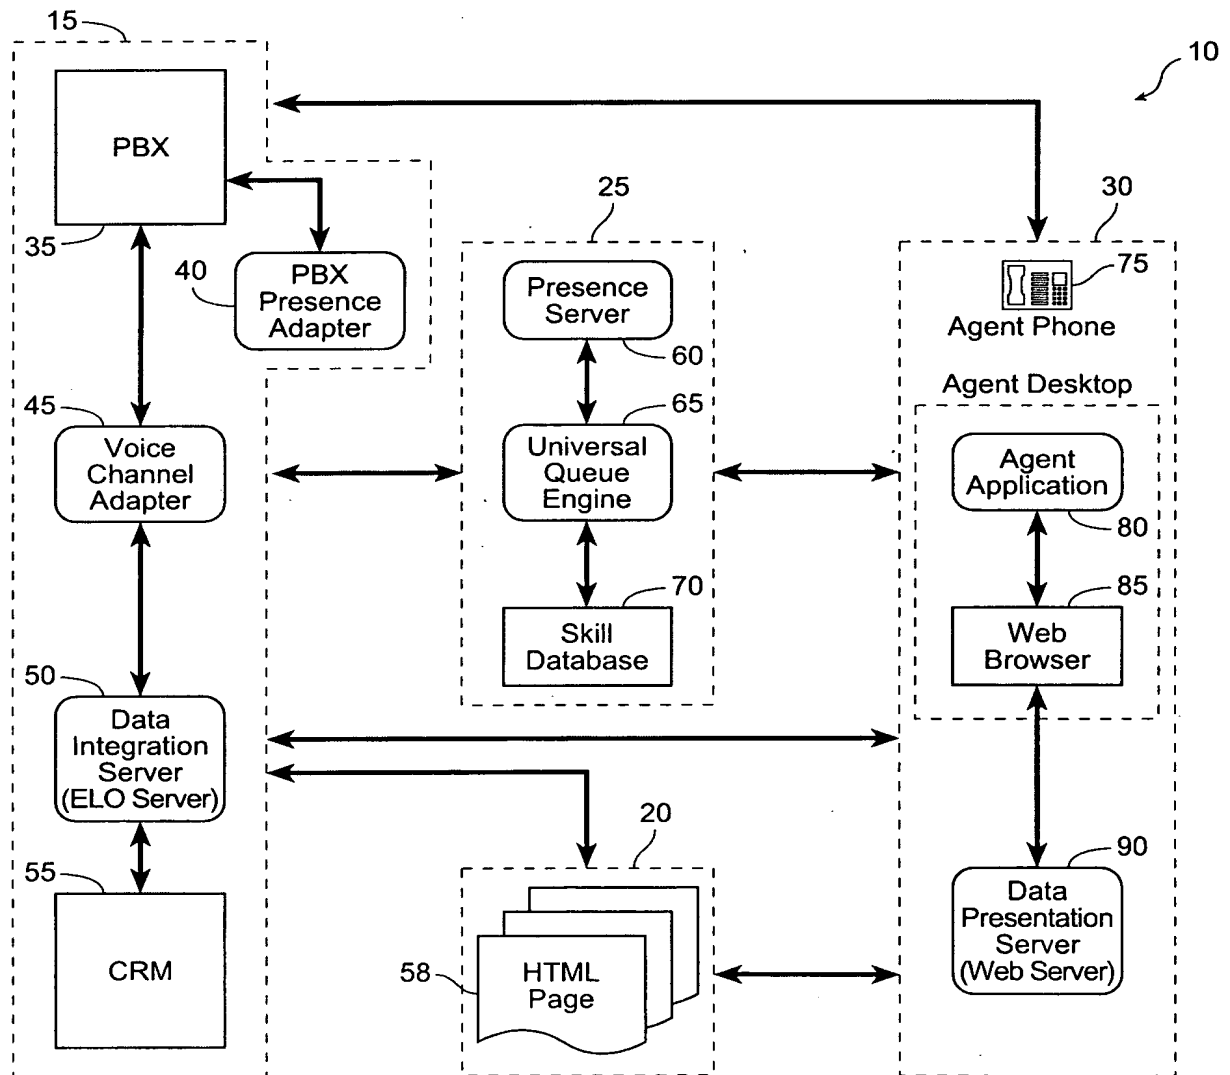 15
10
PBX
35
40
PBX
Presence
Adapter
25
Presence
Server
60
30
75
Agent Phone
Agent Desktop
45
Voice
Channel
Adapter
65
Universal
Queue
Engine
Agent
Application
80
70
Skill
Database
85
Web
Browser
50
Data
Integration
Server
(ELO Server)
55
CRM
20
58
HTML
Page
90
Data
Presentation
Server
(Web Server)